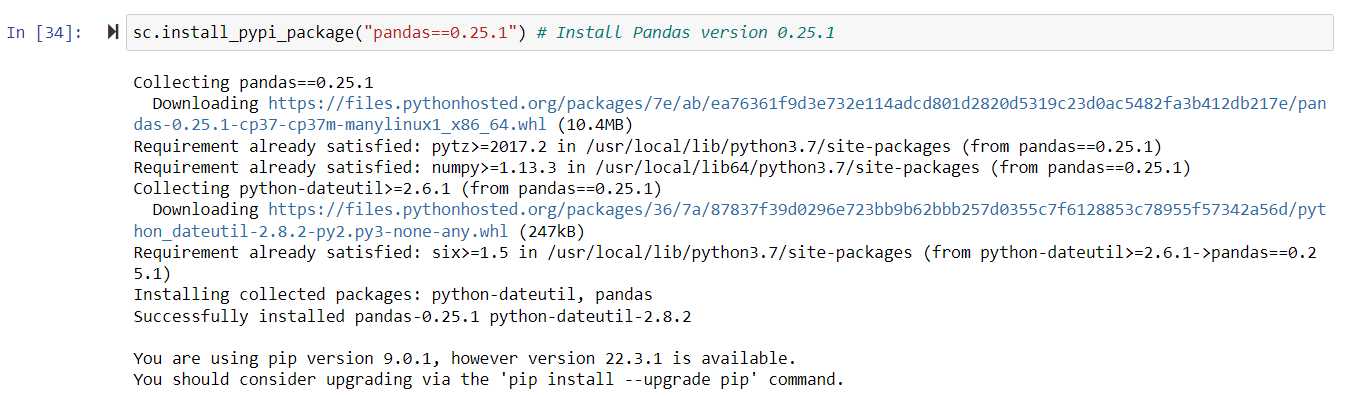 In [34]: sc.install_pypi_package("pandas==0.25.1") # Install Pandas version 0.25.1
Collecting pandas==0.25.1
  Downloading https://files.pythonhosted.org/packages/7e/ab/ea76361f9d3e732e114adcd801d2820d5319c23d0ac5482fa3b412db217e/pan
das-0.25.1-cp37-cp37m-manylinux1_x86_64.whl (10.4MB)
Requirement already satisfied: pytz>=2017.2 in /usr/local/lib/python3.7/site-packages (from pandas==0.25.1)
Requirement already satisfied: numpy>=1.13.3 in /usr/local/lib64/python3.7/site-packages (from pandas==0.25.1)
Collecting python-dateutil>=2.6.1 (from pandas==0.25.1)
  Downloading https://files.pythonhosted.org/packages/36/7a/87837f39d0296e723bb9b62bbb257d0355c7f6128853c78955f57342a56d/pyt
hon_dateutil-2.8.2-py2.py3-none-any.whl (247kB)
Requirement already satisfied: six>=1.5 in /usr/local/lib/python3.7/site-packages (from python-dateutil>=2.6.1->pandas==0.2
5.1)
Installing collected packages: python-dateutil, pandas
Successfully installed pandas-0.25.1 python-dateutil-2.8.2
You are using pip version 9.0.1, however version 22.3.1 is available.
You should consider upgrading via the 'pip install --upgrade pip' command.